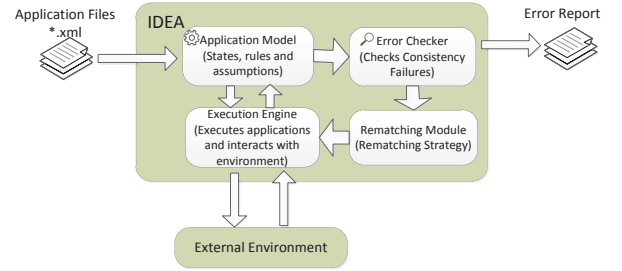 Application Files
*.xml
IDEA
Error Report
Application Model
(States, rules and
assumptions)
Error Checker
(Checks Consistency
Failures)
Execution Engine
(Executes applications
and interacts with
environment)
Rematching Module
(Rematching Strategy)
External Environment